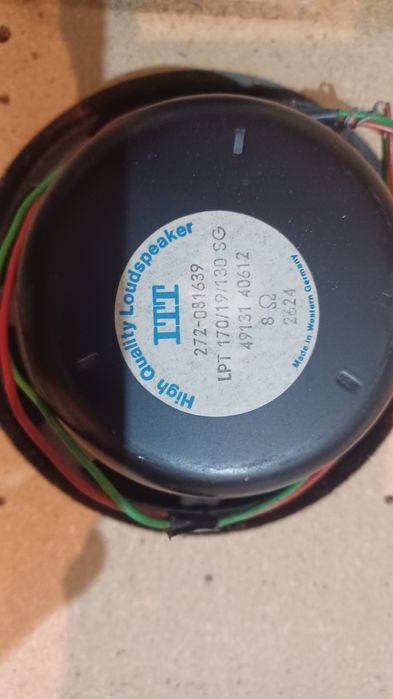 High Quality Loudspeaker
ITT
272-081639
LPT 170/19/130 SG
49131 40612
8 Ω
2624
Made in Western Germany